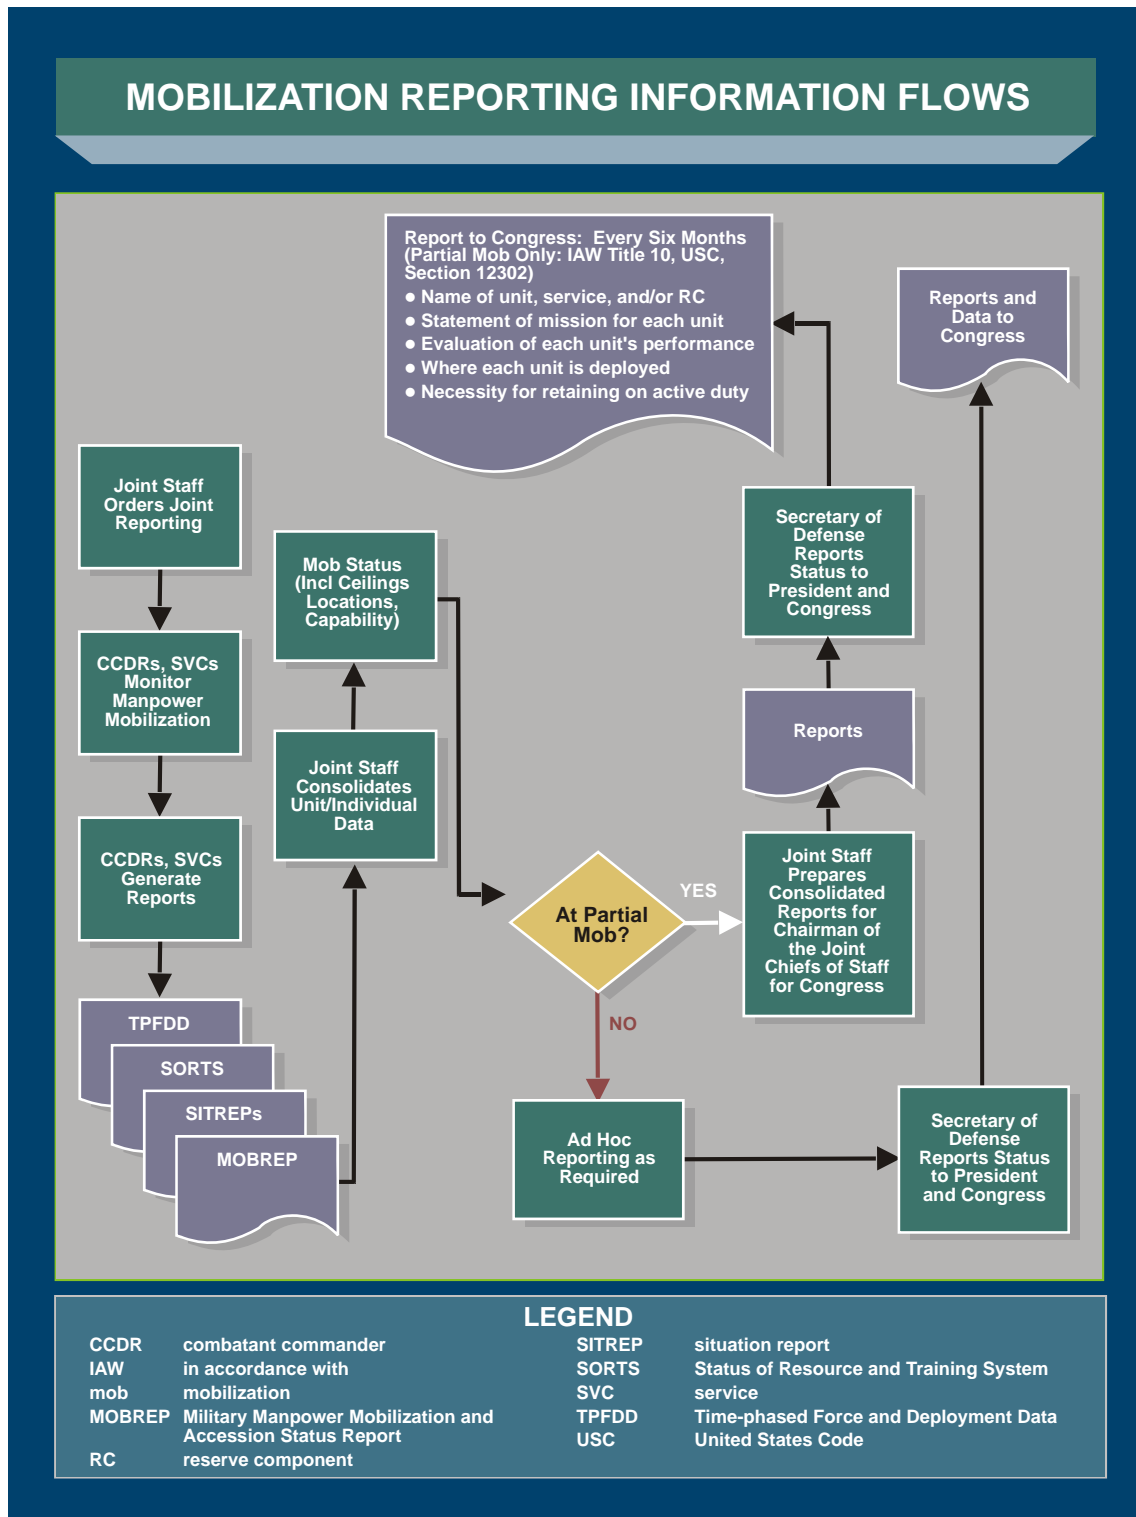 MOBILIZATION REPORTING INFORMATION FLOWS
Report to Congress: Every Six Months
(Partial Mob Only: IAW Title 10, USC,
Section 12302)
● Name of unit, service, and/or RC
● Statement of mission for each unit
● Evaluation of each unit's performance
● Where each unit is deployed
● Necessity for retaining on active duty
Reports and
Data to
Congress
Joint Staff
Orders Joint
Reporting
CCDRs, SVCs
Monitor
Manpower
Mobilization
CCDRs, SVCs
Generate
Reports
TPFDD
SORTS
SITREPs
MOBREP
Joint Staff
Consolidates
Unit/Individual
Data
Mob Status
(Incl Ceilings
Locations,
Capability)
At Partial
Mob?
YES
NO
Joint Staff
Prepares
Consolidated
Reports for
Chairman of
the Joint
Chiefs of Staff
for Congress
Reports
Secretary of
Defense
Reports
Status to
President and
Congress
Ad Hoc
Reporting as
Required
Secretary of
Defense
Reports Status
to President
and Congress
LEGEND
CCDR combatant commander
IAW in accordance with
mob mobilization
MOBREP Military Manpower Mobilization and
Accession Status Report
RC reserve component
SITREP situation report
SORTS Status of Resource and Training System
SVC service
TPFDD Time-phased Force and Deployment Data
USC United States Code